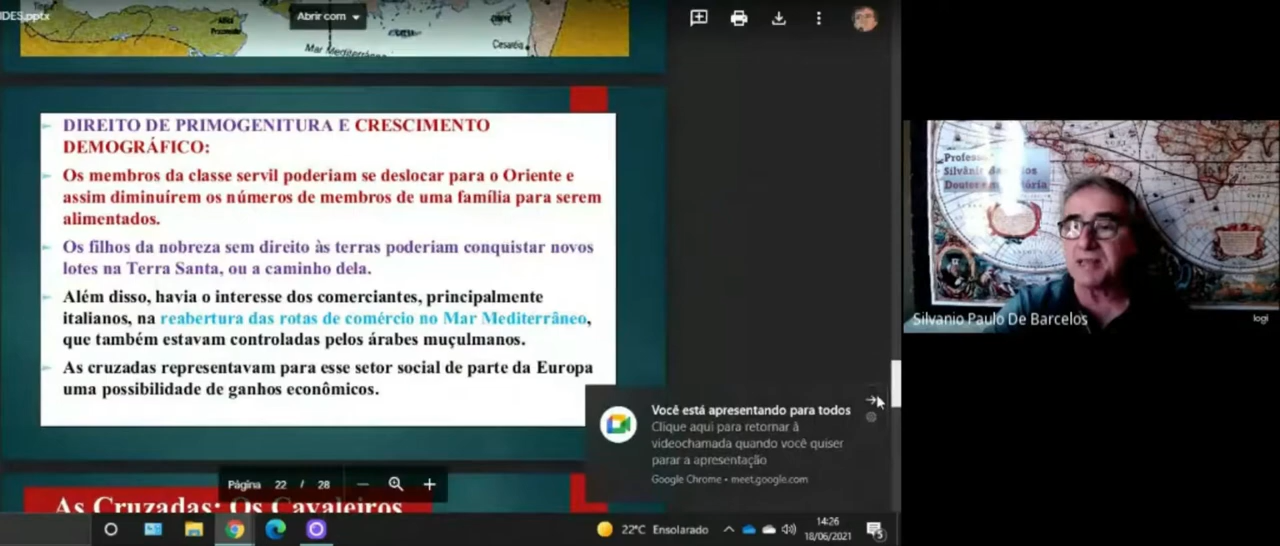 IDES.pptx
Abrir com
Mar Mediterrâneo
Cesaréia
DIREITO DE PRIMOGENITURA E CRESCIMENTO
DEMOGRÁFICO:
Os membros da classe servil poderiam se deslocar para o Oriente e
assim diminuírem os números de membros de uma família para serem
alimentados.
Os filhos da nobreza sem direito às terras poderiam conquistar novos
lotes na Terra Santa, ou a caminho dela.
Além disso, havia o interesse dos comerciantes, principalmente
italianos, na reabertura das rotas de comércio no Mar Mediterrâneo,
que também estavam controladas pelos árabes muçulmanos.
As cruzadas representavam para esse setor social de parte da Europa
uma possibilidade de ganhos econômicos.
Página 22 / 28
As Cruzadas: Os Cavaleiros
Você está apresentando para todos
Clique aqui para retornar à
videochamada quando você quiser
parar a apresentação
Google Chrome • meet.google.com
22°C Ensolarado
14:26
18/06/2021
5
Profess
Silvâni
Douto
Silvanio Paulo De Barcelos
logi